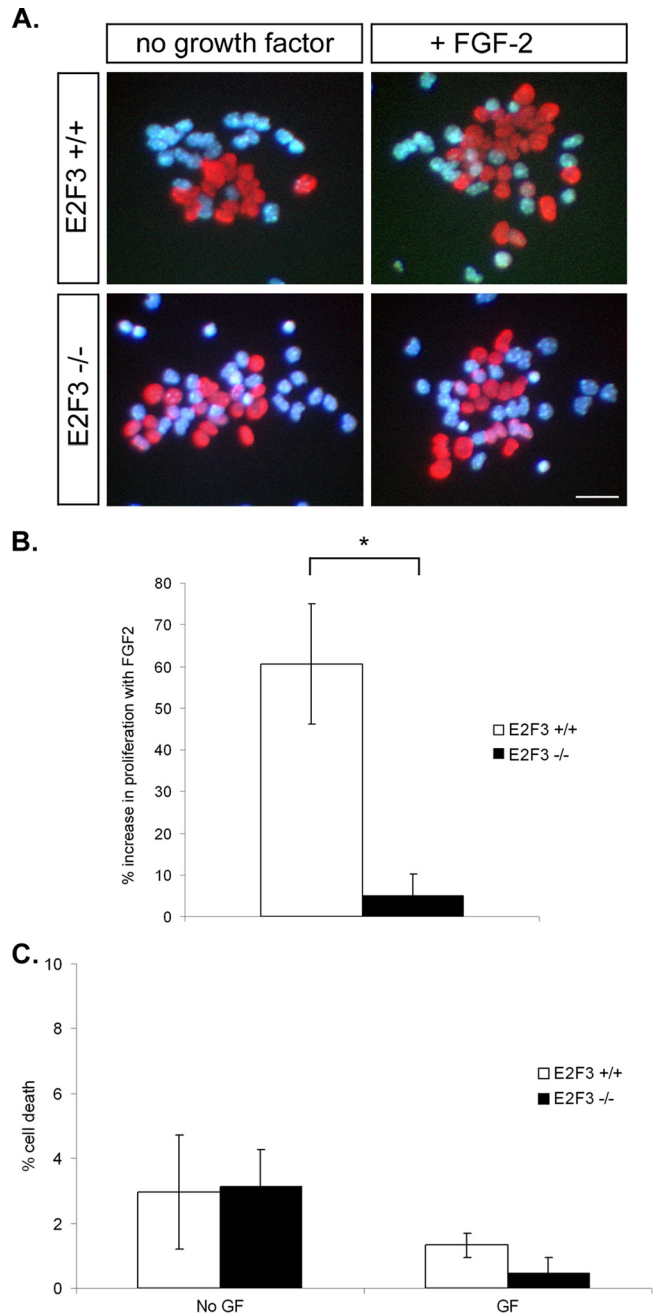 A.
no growth factor
+ FGF-2
E2F3 +/+
E2F3 -/-
B.
*
% increase in proliferation with FGF2
80
70
60
50
40
30
20
10
0
E2F3 +/+
E2F3 -/-
C.
% cell death
10
8
6
4
2
0
E2F3 +/+
E2F3 -/-
No GF
GF